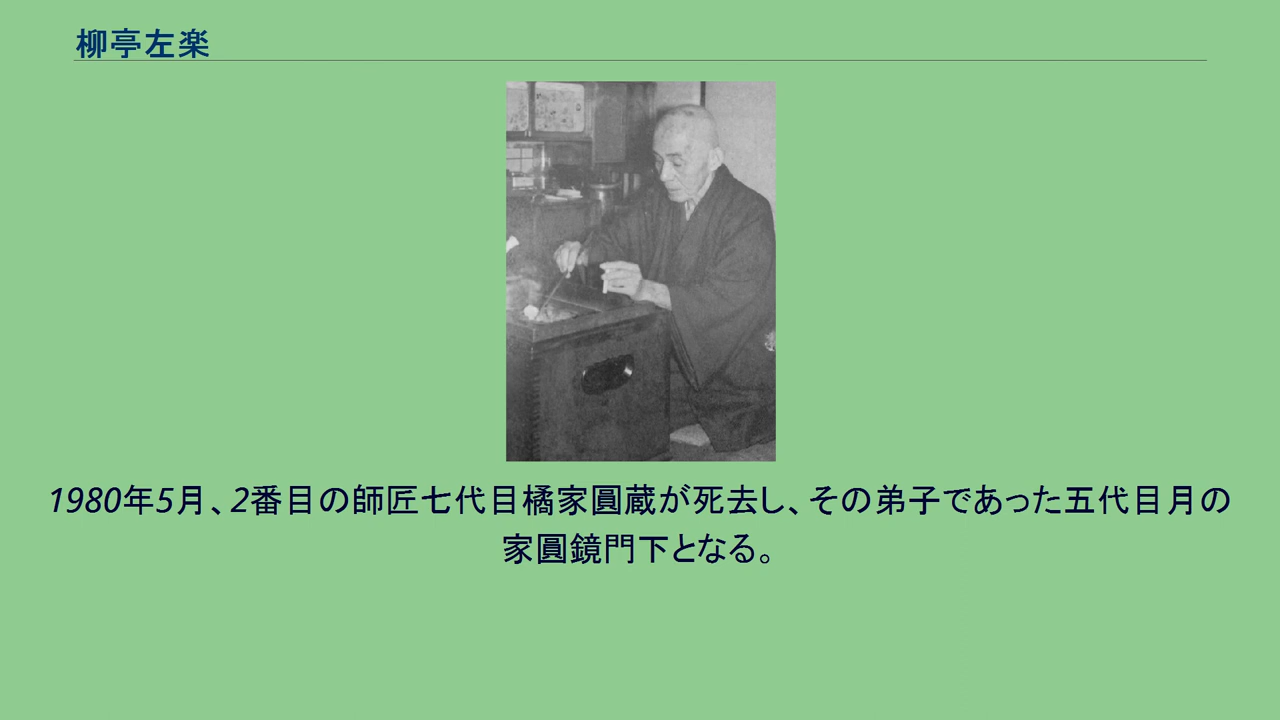 柳亭左楽
1980年5月、2番目の師匠七代目橘家圓蔵が死去し、その弟子であった五代目月の
家圓鏡門下となる。